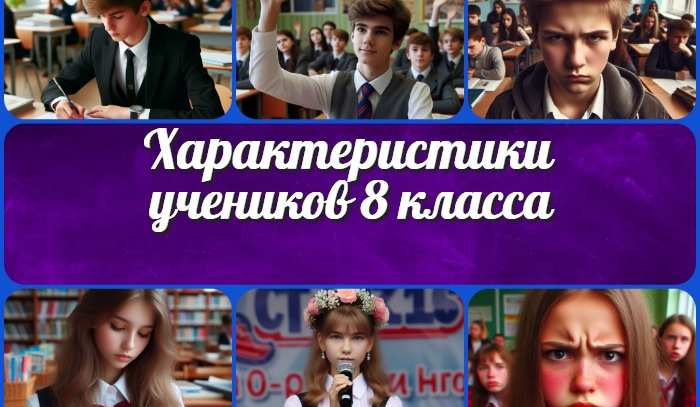 Характеристики
учеников 8 класса